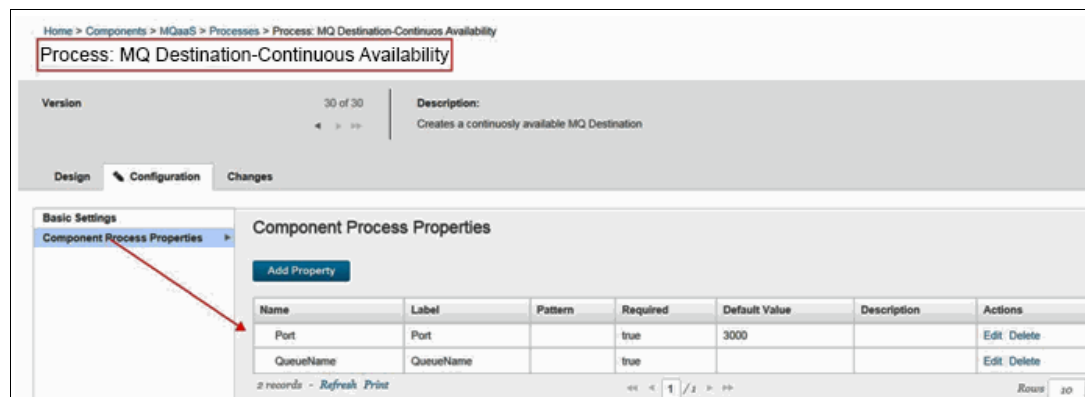 Home > Components > MQaaS > Processes > Process: MQ Destination-Continuos Availability
Process: MQ Destination-Continuous Availability
Version 30 of 30 Description:
Creates a continuosly available MQ Destination
Design Configuration Changes
Basic Settings
Component Process Properties
Component Process Properties
Add Property
Name Label Pattern Required Default Value Description Actions
Port Port true 3000 Edit Delete
QueueName QueueName true Edit Delete
2 records - Refresh Print 1 / 1 Rows 10